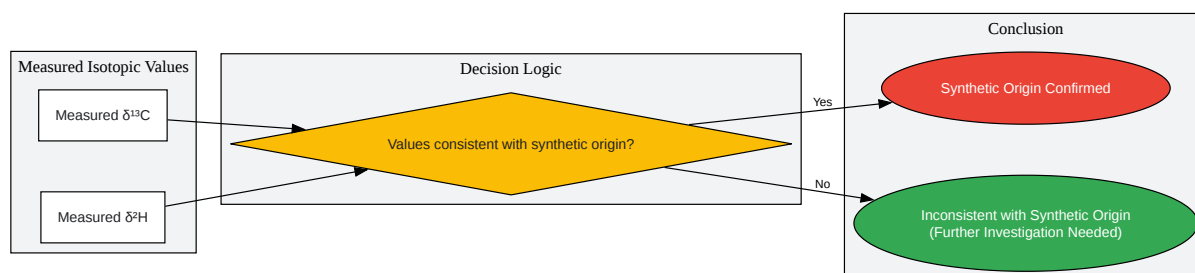 Measured Isotopic Values
Measured δ¹³C
Measured δ²H
Decision Logic
Values consistent with synthetic origin?
Yes
No
Conclusion
Synthetic Origin Confirmed
Inconsistent with Synthetic Origin
(Further Investigation Needed)